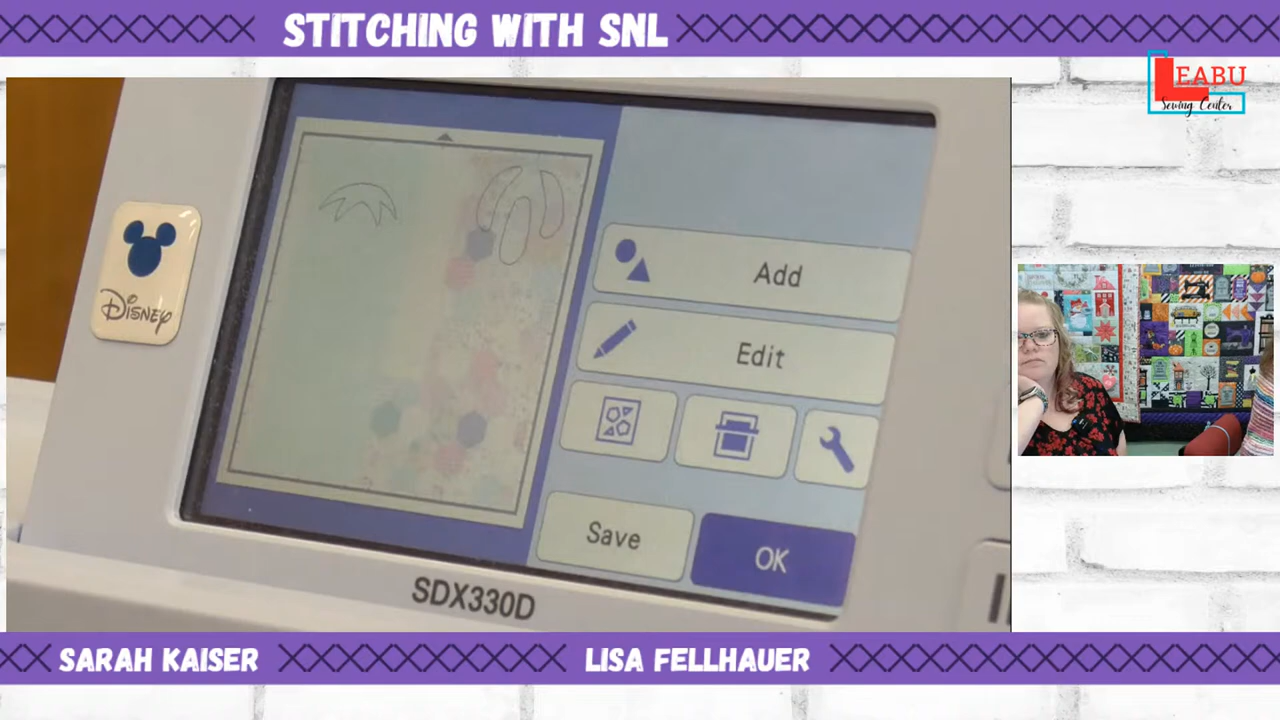 STITCHING WITH SNL
LEABU
Sewing Center
Disney
Add
Edit
Save
OK
SDX330D
SARAH KAISER
LISA FELLHAUER